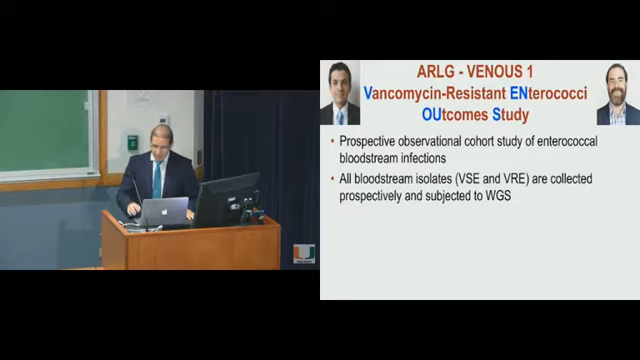 ARLG - VENOUS 1
Vancomycin-Resistant ENterococci
OUtcomes Study
• Prospective observational cohort study of enterococcal
bloodstream infections
• All bloodstream isolates (VSE and VRE) are collected
prospectively and subjected to WGS